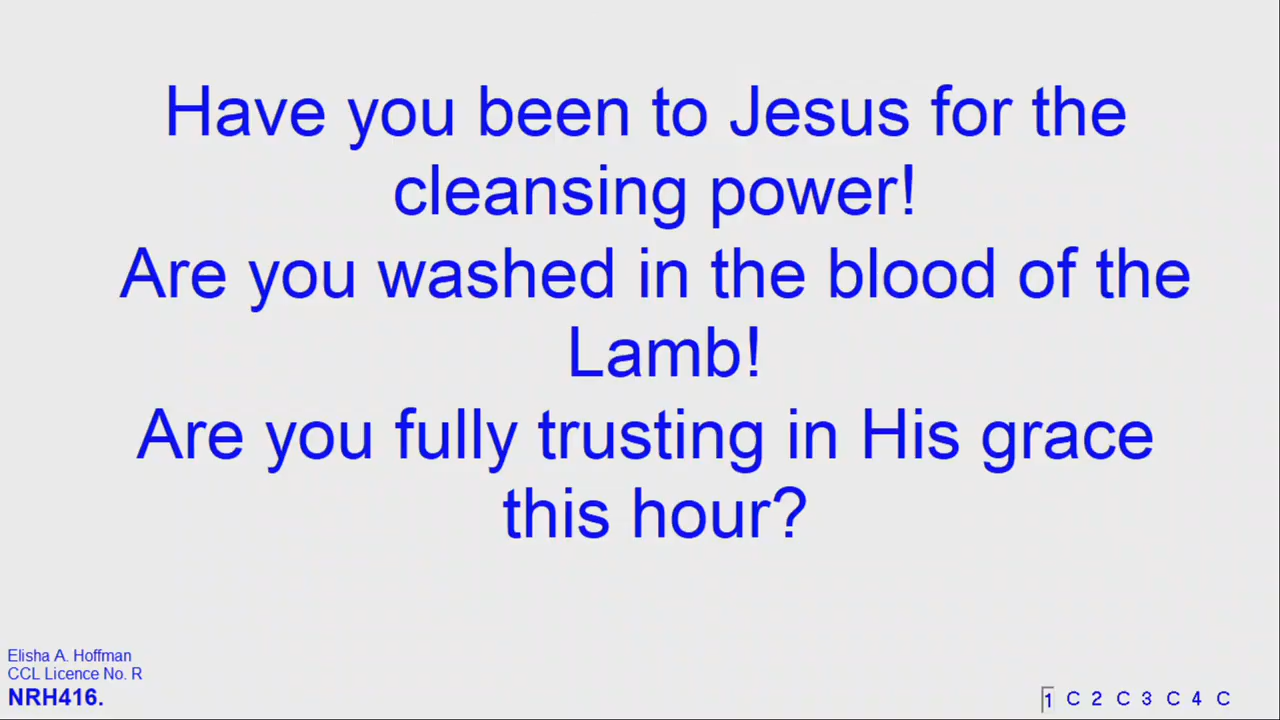 Have you been to Jesus for the
cleansing power!
Are you washed in the blood of the
Lamb!
Are you fully trusting in His grace
this hour?
Elisha A. Hoffman
CCL Licence No. R
NRH416.
1 C 2 C 3 C 4 C